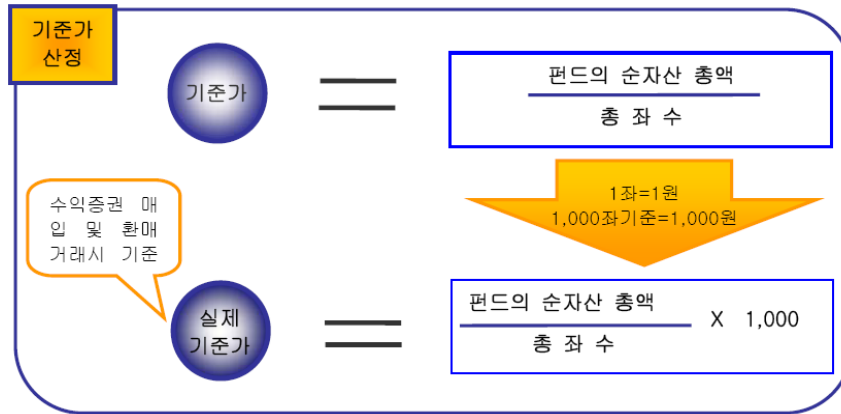 기준가
산정
기준가
펀드의 순자산 총액
총 좌 수
1좌=1원
1,000좌기준=1,000원
수익증권 매
입 및 환매
거래시 기준
실제
기준가
펀드의 순자산 총액
총 좌 수
X 1,000